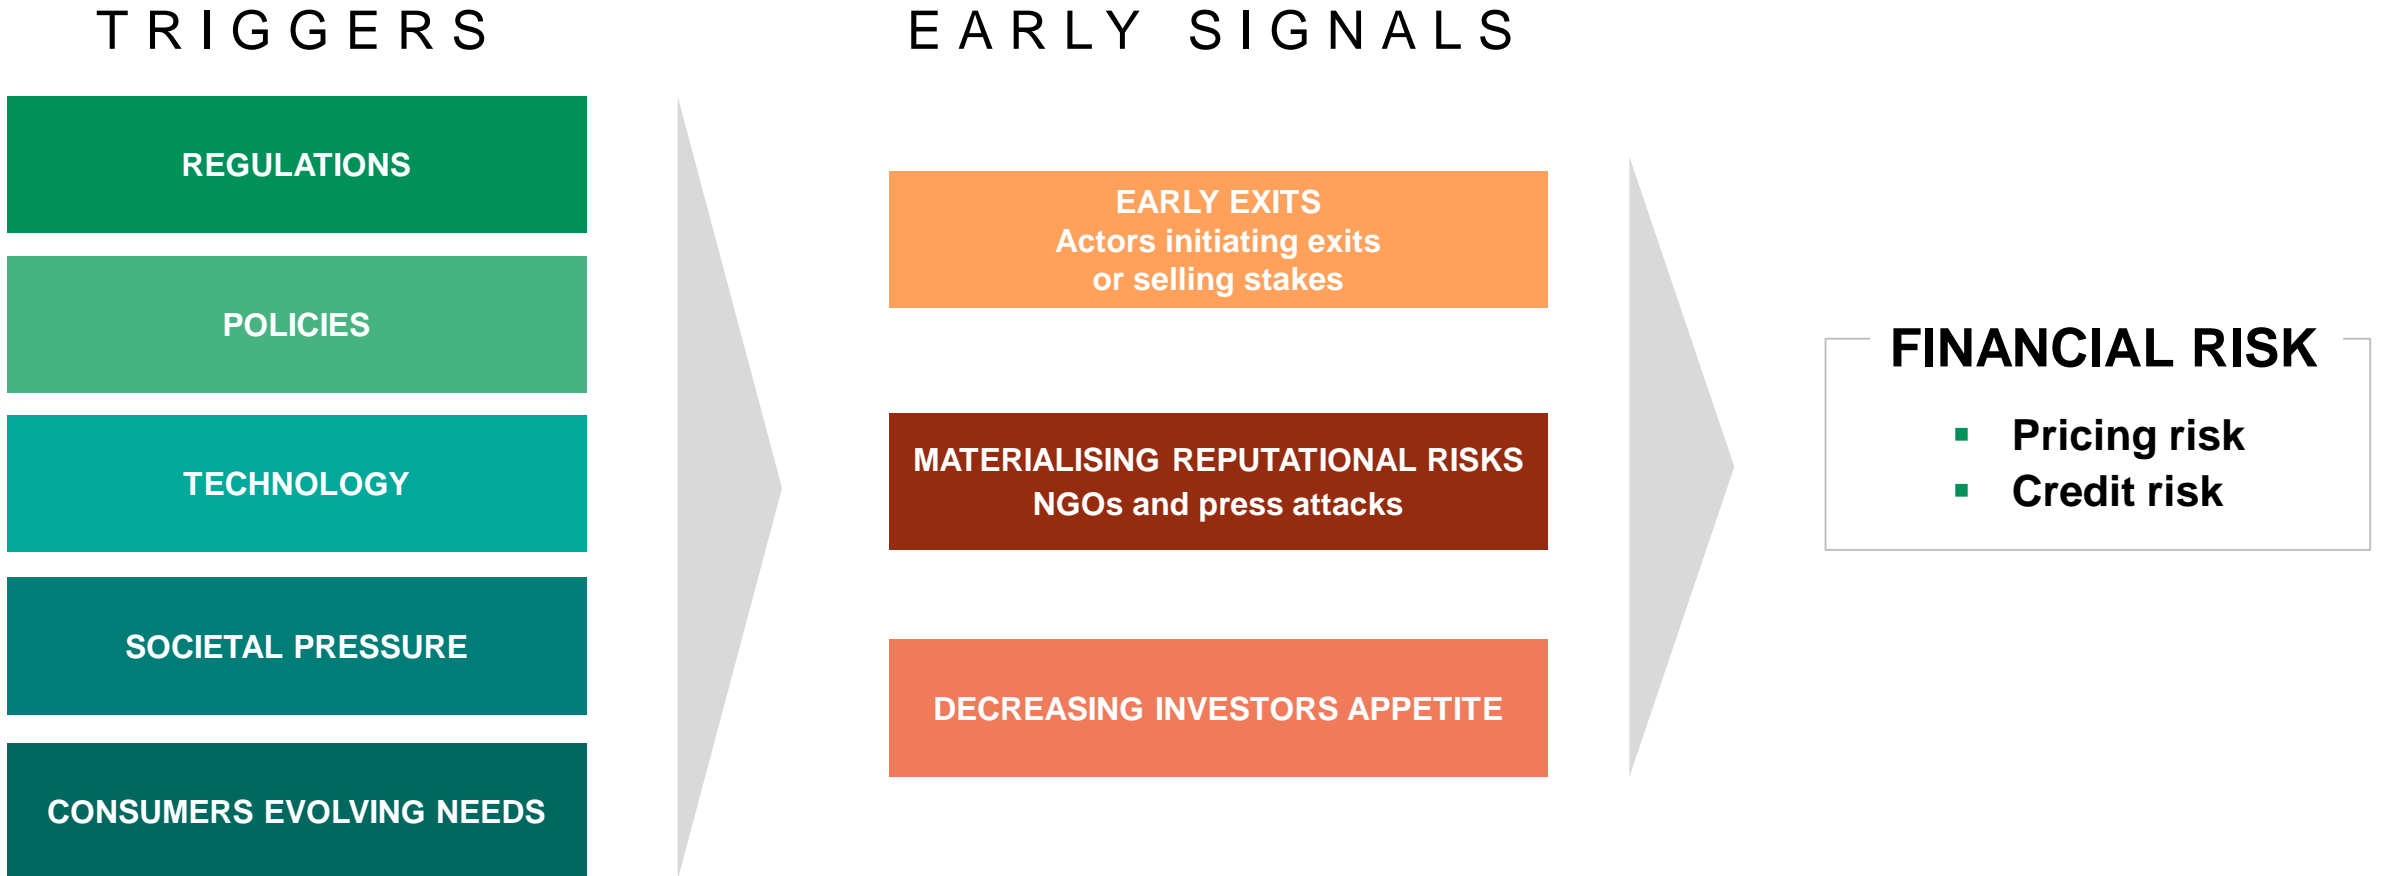 TRIGGERS
REGULATIONS
POLICIES
TECHNOLOGY
SOCIETAL PRESSURE
CONSUMERS EVOLVING NEEDS
EARLY SIGNALS
EARLY EXITS
Actors initiating exits
or selling stakes
MATERIALISING REPUTATIONAL RISKS
NGOs and press attacks
DECREASING INVESTORS APPETITE
FINANCIAL RISK
▪ Pricing risk
▪ Credit risk